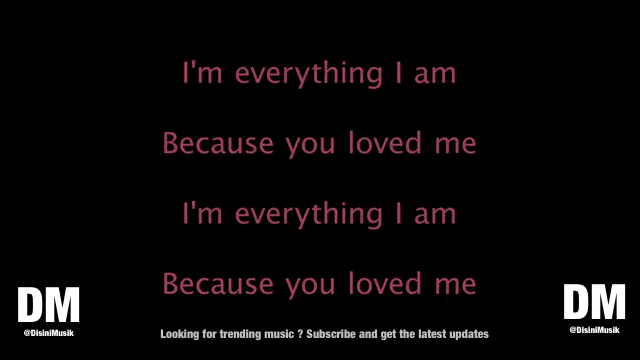 I'm everything I am
Because you loved me
I'm everything I am
Because you loved me
DM
@DisiniMusik
DM
@DisiniMusik
Looking for trending music ? Subscribe and get the latest updates